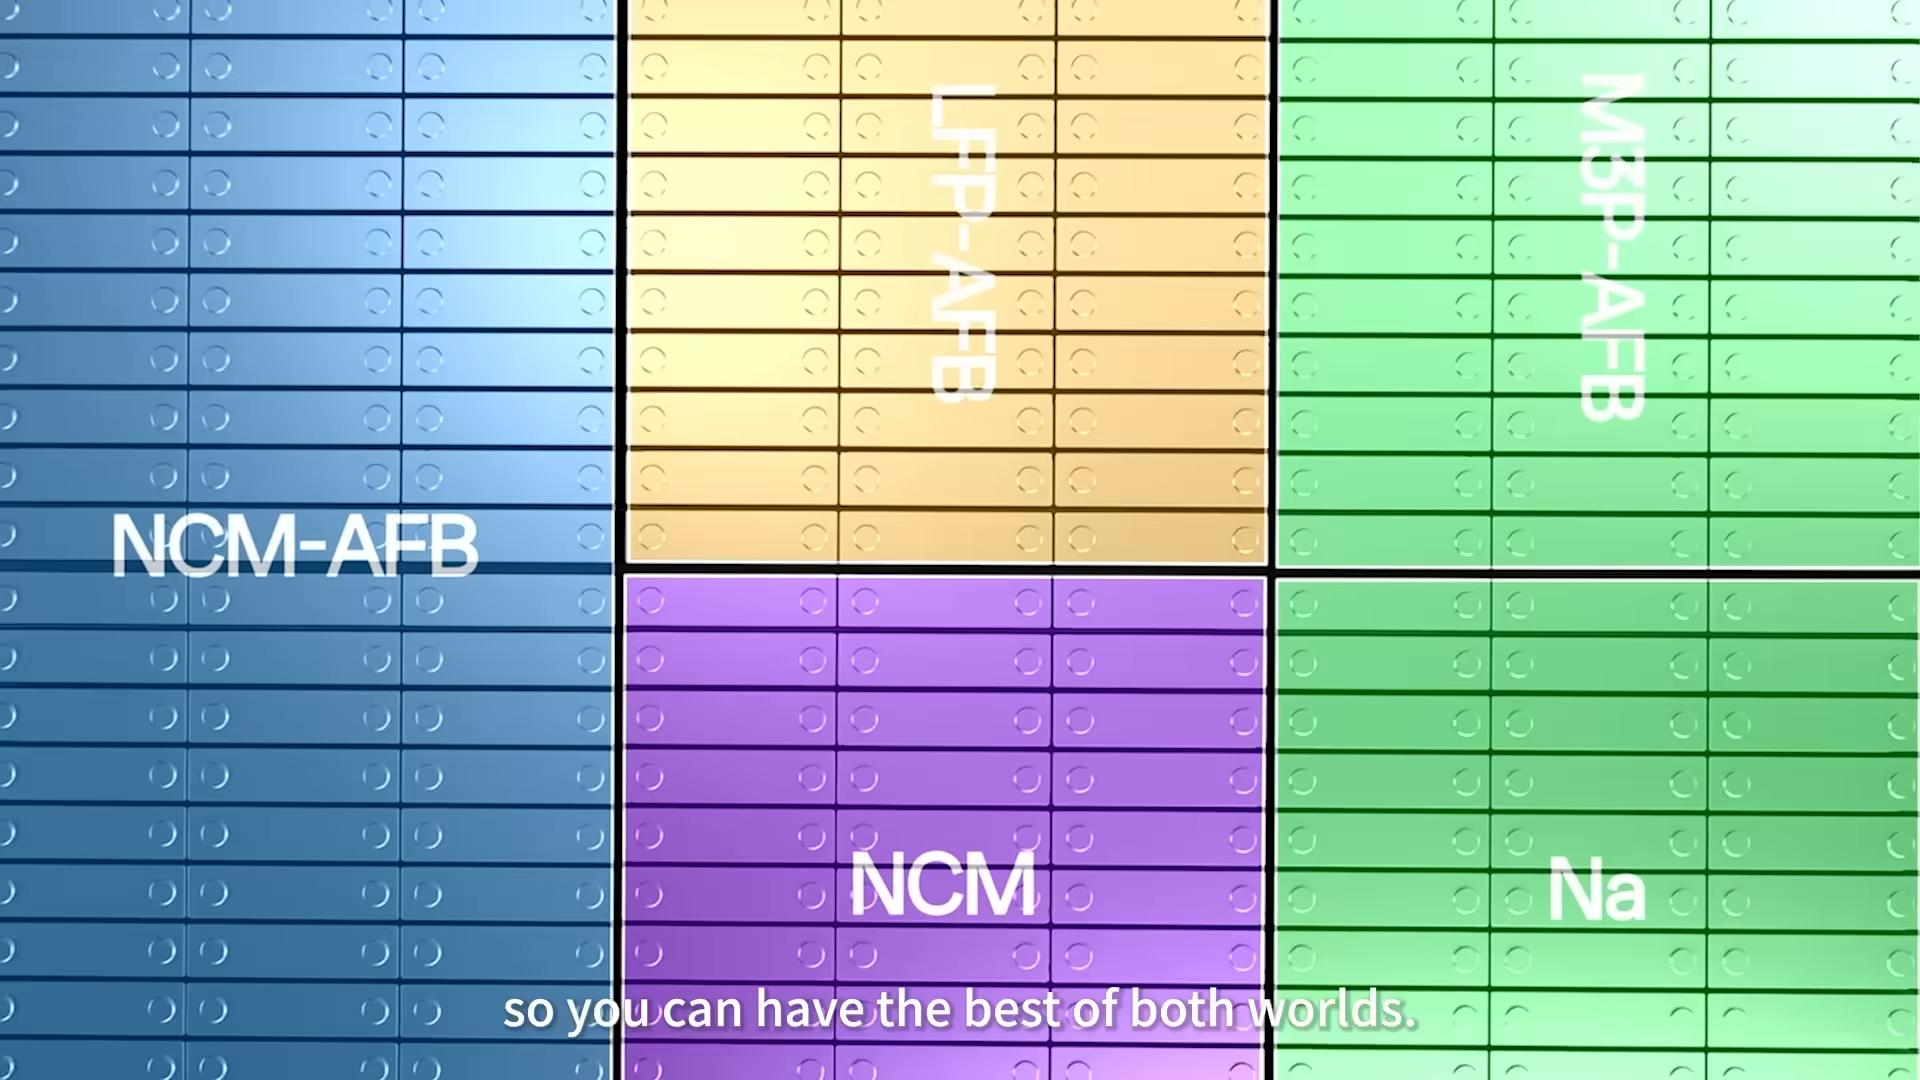 LFP-AFB
M3P-AFB
NCM-AFB
NCM
Na
so you can have the best of both worlds.